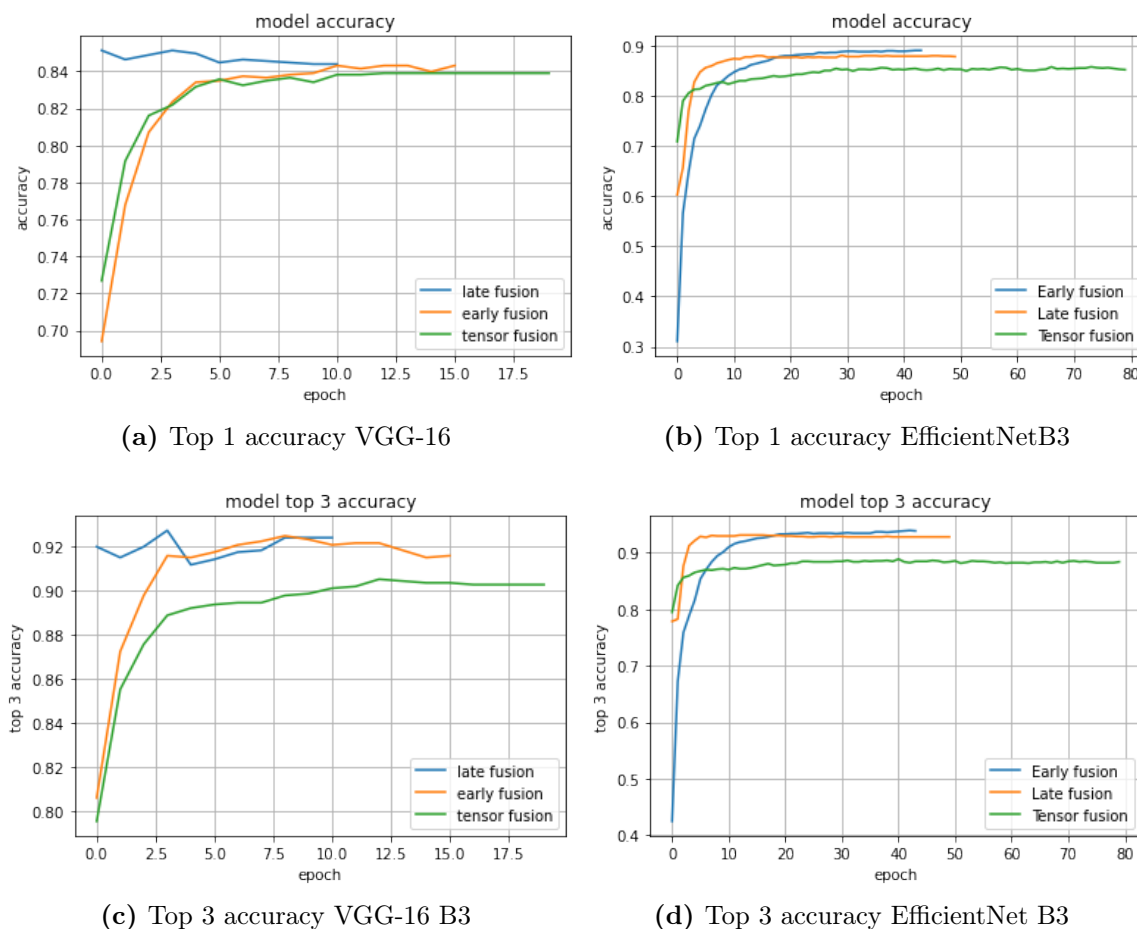 model accuracy
accuracy
0.84
0.82
0.80
0.78
0.76
0.74
0.72
0.70
late fusion
early fusion
tensor fusion
0.0 2.5 5.0 7.5 10.0 12.5 15.0 17.5
epoch
(a) Top 1 accuracy VGG-16
model accuracy
accuracy
0.9
0.8
0.7
0.6
0.5
0.4
0.3
Early fusion
Late fusion
Tensor fusion
0 10 20 30 40 50 60 70 80
epoch
(b) Top 1 accuracy EfficientNetB3
model top 3 accuracy
top 3 accuracy
0.92
0.90
0.88
0.86
0.84
0.82
0.80
late fusion
early fusion
tensor fusion
0.0 2.5 5.0 7.5 10.0 12.5 15.0 17.5
epoch
(c) Top 3 accuracy VGG-16 B3
model top 3 accuracy
top 3 accuracy
0.9
0.8
0.7
0.6
0.5
0.4
Early fusion
Late fusion
Tensor fusion
0 10 20 30 40 50 60 70 80
epoch
(d) Top 3 accuracy EfficientNet B3